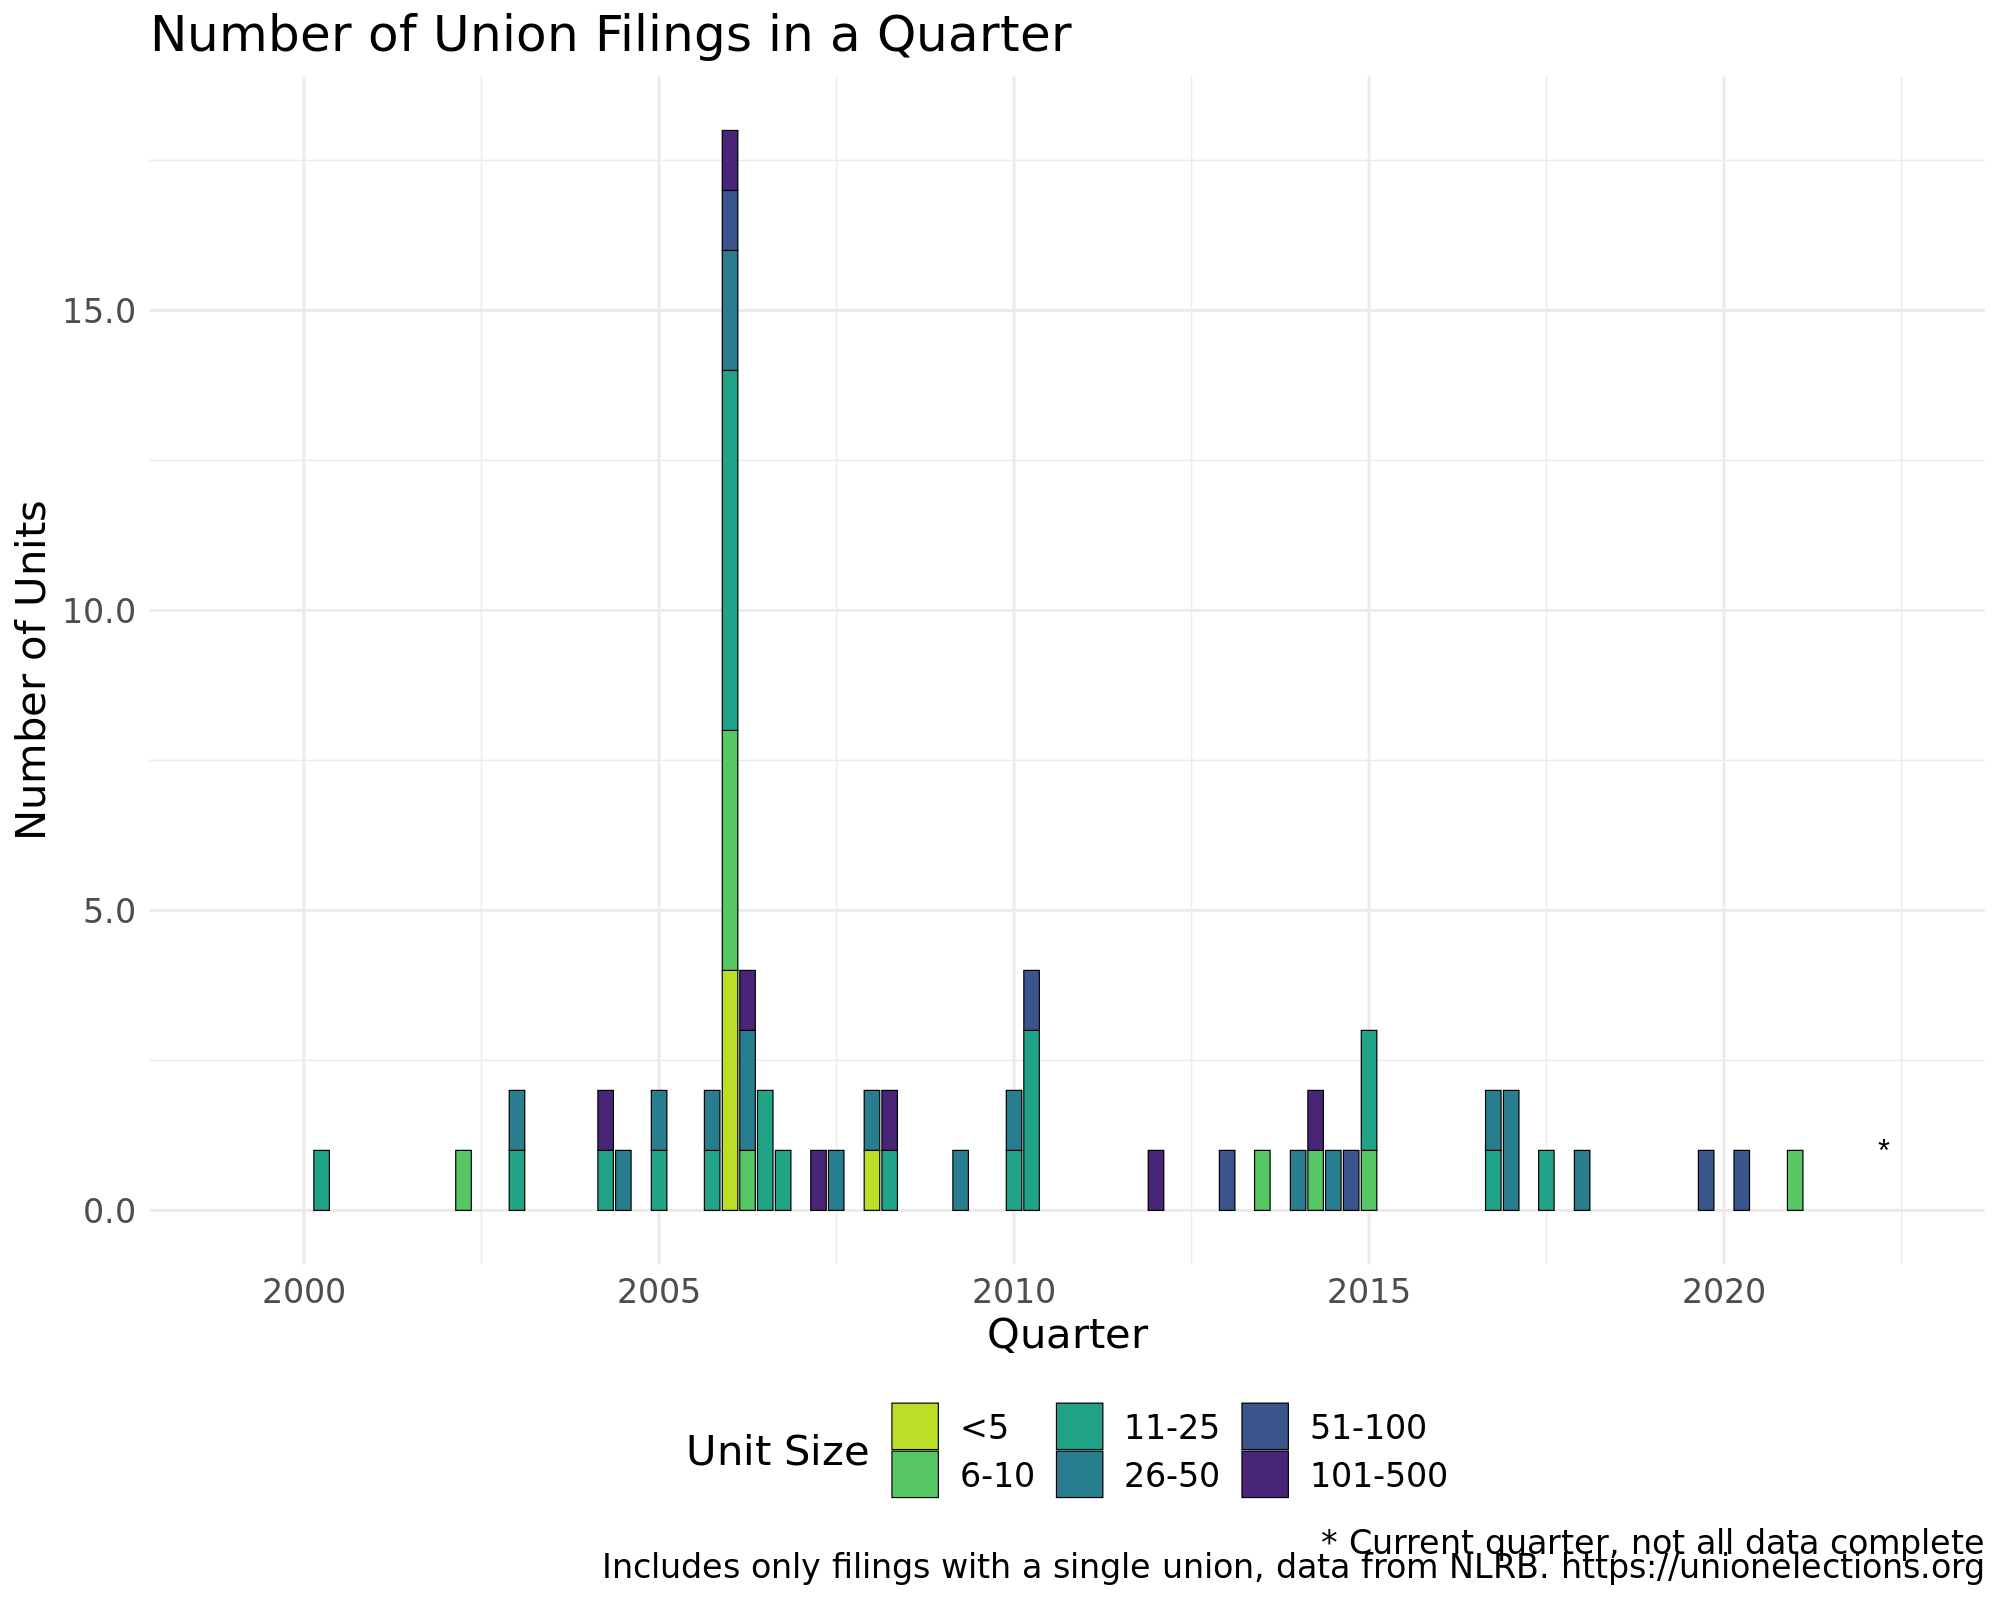 Number of Union Filings in a Quarter
Number of Units
15.0
10.0
5.0
0.0
*
2000 2005 2010 2015 2020
Quarter
Unit Size
<5 11-25 51-100
6-10 26-50 101-500
* Current quarter, not all data complete
Includes only filings with a single union, data from NLRB. https://unionelections.org